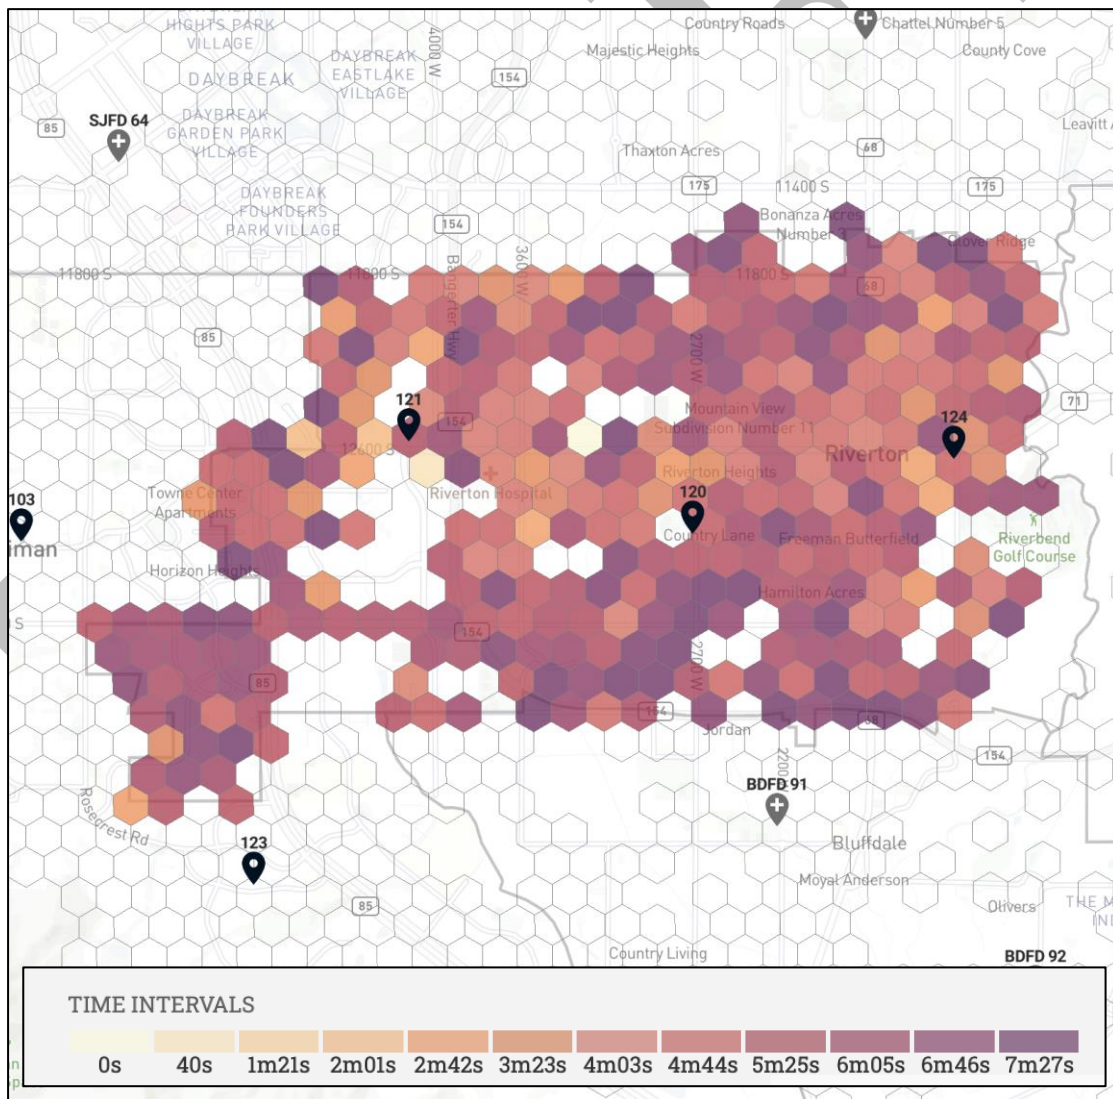 HIGHTS PARK
VILLAGE
Country Roads
Chattel Number 5
4000 W
Majestic Heights
County Cove
DAYBREAK
EASTLAKE
VILLAGE
DAYBREAK
154
DAYBREAK
GARDEN PARK
VILLAGE
SJFD 64
85
Leavitt A
Thaxton Acres
68
175
11400 S
175
DAYBREAK
FOUNDERS
PARK VILLAGE
154
Bonanza Acres
Number 3
Clover Ridge
11800 S
11800 S
Bangerter Hwy
3600 W
11800 S
68
85
2700 W
121
154
Mountain View
Subdivision Number 11
124
71
12600 S
Riverton
Riverton Heights
103
Towne Center
Apartments
Riverton Hospital
120
iman
Country Lane
Freeman Butterfield
Riverbend
Golf Course
Horizon Heights
Hamilton Acres
S
154
2700 W
85
154
68
Jordan
154
2200
BDFD 91
Rosecrest Rd
123
Bluffdale
Moyal Anderson
85
Olivers
THE M
IND
Country Living
BDFD 92
TIME INTERVALS
0s 40s 1m21s 2m01s 2m42s 3m23s 4m03s 4m44s 5m25s 6m05s 6m46s 7m27s